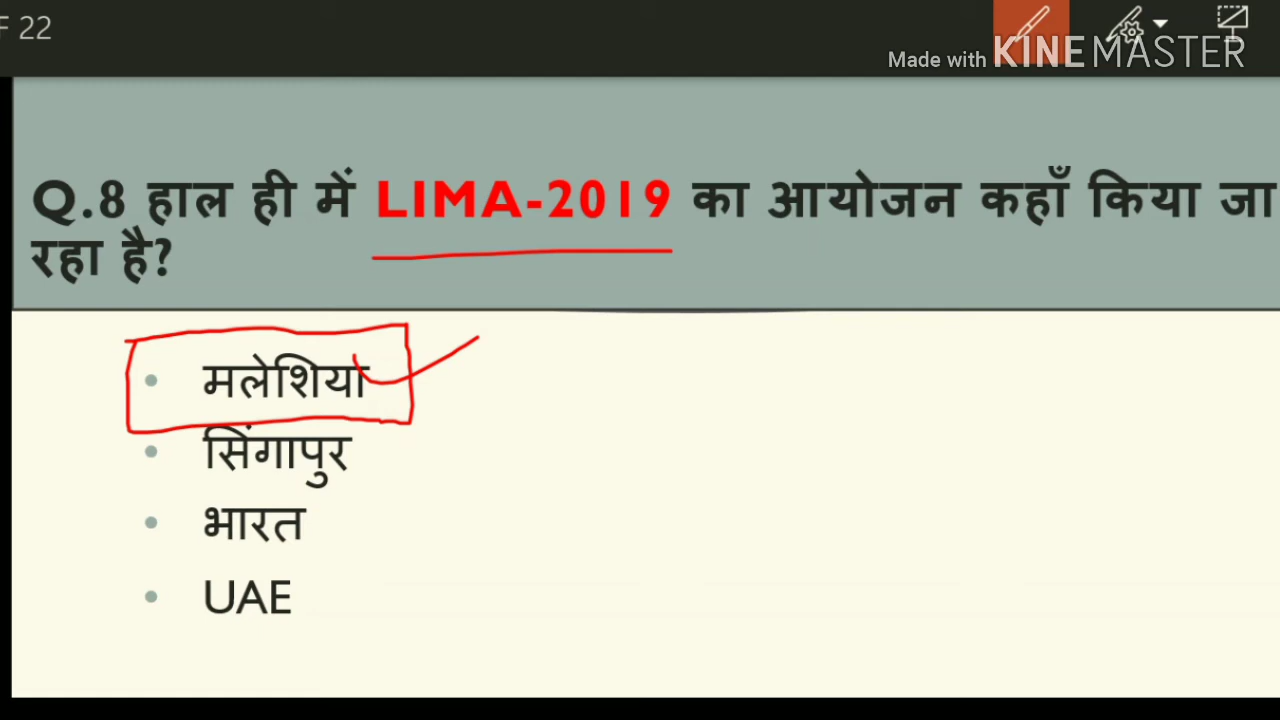 F 22
Made with KINEMASTER
Q.8 हाल ही में LIMA-2019 का आयोजन कहाँ किया जा
रहा है?
• मलेशिया
• सिंगापुर
• भारत
• UAE